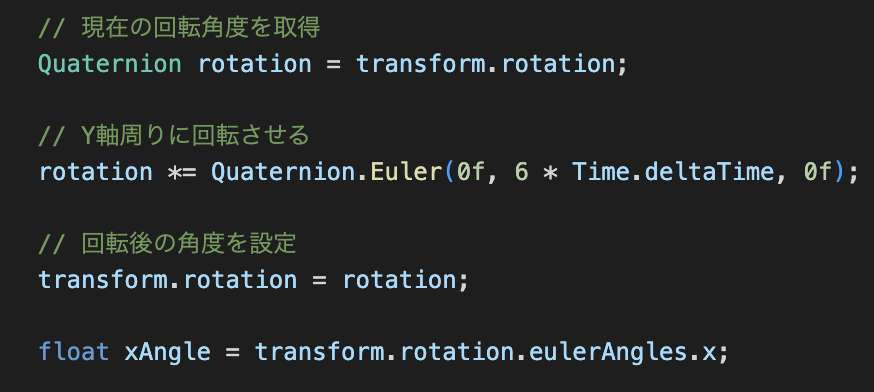 // 現在の回転角度を取得
Quaternion rotation = transform.rotation;
// Y軸周りに回転させる
rotation *= Quaternion.Euler(0f, 6 * Time.deltaTime, 0f);
// 回転後の角度を設定
transform.rotation = rotation;
float xAngle = transform.rotation.eulerAngles.x;